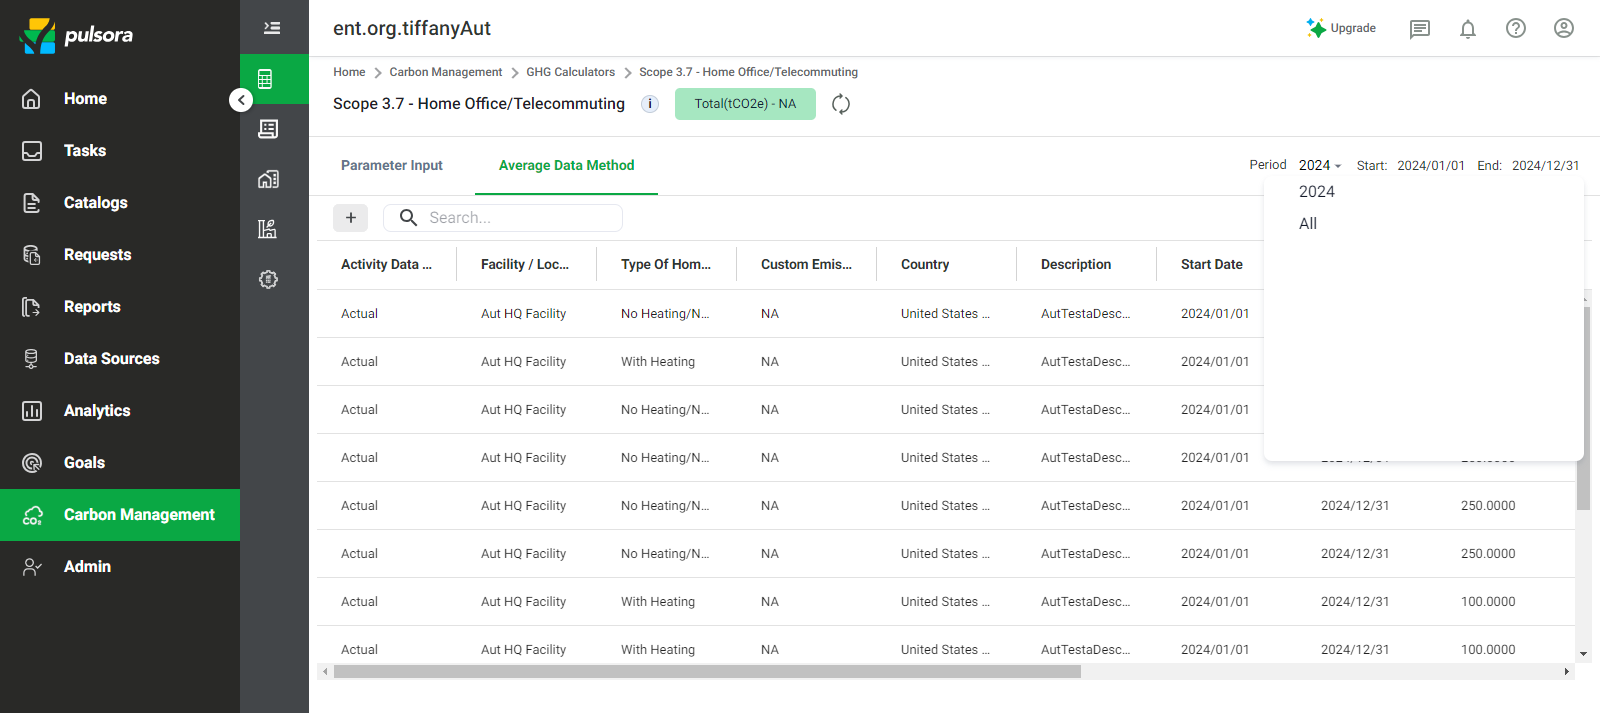 pulsora
ent.org.tiffanyAut
Upgrade
Home
Tasks
Catalogs
Requests
Reports
Data Sources
Analytics
Goals
CO₂
Carbon Management
Admin
Home > Carbon Management > GHG Calculators > Scope 3.7 - Home Office/Telecommuting
Scope 3.7 - Home Office/Telecommuting i Total(tCO2e) - NA
Parameter Input Average Data Method Period 2024 Start: 2024/01/01 End: 2024/12/31
2024
All
+ Search...
Activity Data ... Facility / Loc... Type Of Hom... Custom Emis... Country Description Start Date
Actual Aut HQ Facility No Heating/N... NA United States ... AutTestaDesc... 2024/01/01
Actual Aut HQ Facility With Heating NA United States ... AutTestaDesc... 2024/01/01
Actual Aut HQ Facility No Heating/N... NA United States ... AutTestaDesc... 2024/01/01
Actual Aut HQ Facility No Heating/N... NA United States ... AutTestaDesc... 2024/01/01
Actual Aut HQ Facility No Heating/N... NA United States ... AutTestaDesc... 2024/01/01 2024/12/31 250.0000
Actual Aut HQ Facility No Heating/N... NA United States ... AutTestaDesc... 2024/01/01 2024/12/31 250.0000
Actual Aut HQ Facility With Heating NA United States ... AutTestaDesc... 2024/01/01 2024/12/31 100.0000
Actual Aut HQ Facility With Heating NA United States ... AutTestaDesc... 2024/01/01 2024/12/31 100.0000